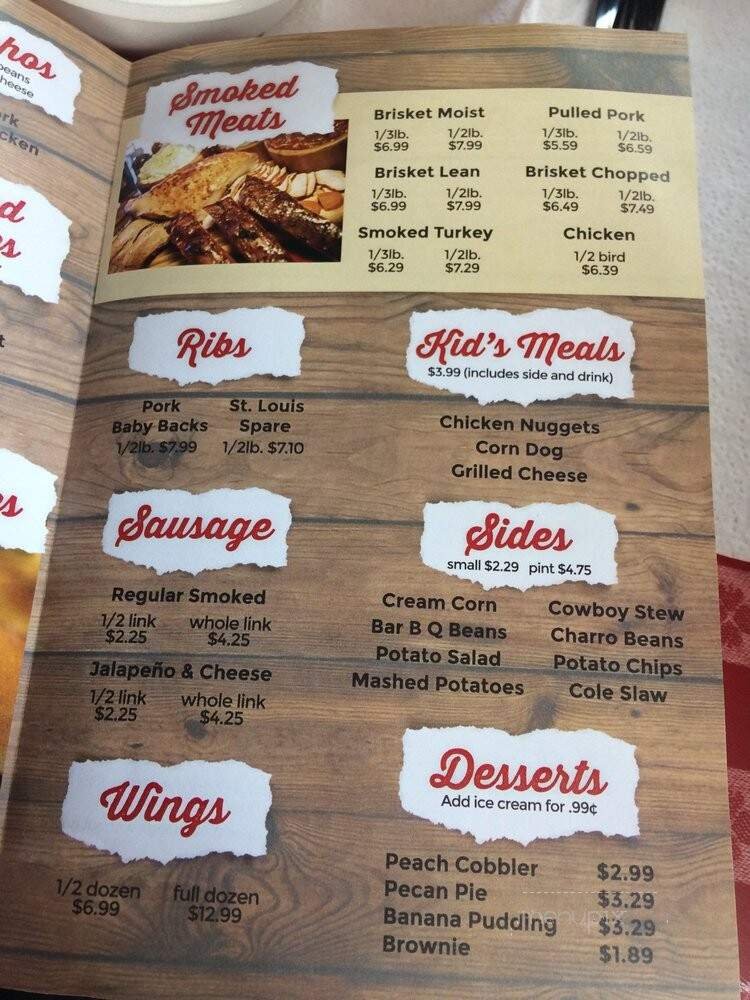 hos
beans
cheese
cken
Smoked
Meats
Brisket Moist
1/3lb. 1/2lb.
$6.99 $7.99
Pulled Pork
1/3lb. 1/2lb.
$5.59 $6.59
Brisket Lean
1/3lb. 1/2lb.
$6.99 $7.99
Brisket Chopped
1/3lb. 1/2lb.
$6.49 $7.49
Smoked Turkey
1/3lb. 1/2lb.
$6.29 $7.29
Chicken
1/2 bird
$6.39
Ribs
Pork St. Louis
Baby Backs Spare
1/2lb. $7.99 1/2lb. $7.10
Kid's Meals
$3.99 (includes side and drink)
Chicken Nuggets
Corn Dog
Grilled Cheese
Sausage
Regular Smoked
1/2 link whole link
$2.25 $4.25
Jalapeño & Cheese
1/2 link whole link
$2.25 $4.25
Sides
small $2.29 pint $4.75
Cream Corn Cowboy Stew
Bar B Q Beans Charro Beans
Potato Salad Potato Chips
Mashed Potatoes Cole Slaw
Wings
1/2 dozen full dozen
$6.99 $12.99
Desserts
Add ice cream for .99¢
Peach Cobbler $2.99
Pecan Pie $3.29
Banana Pudding $3.29
Brownie $1.89